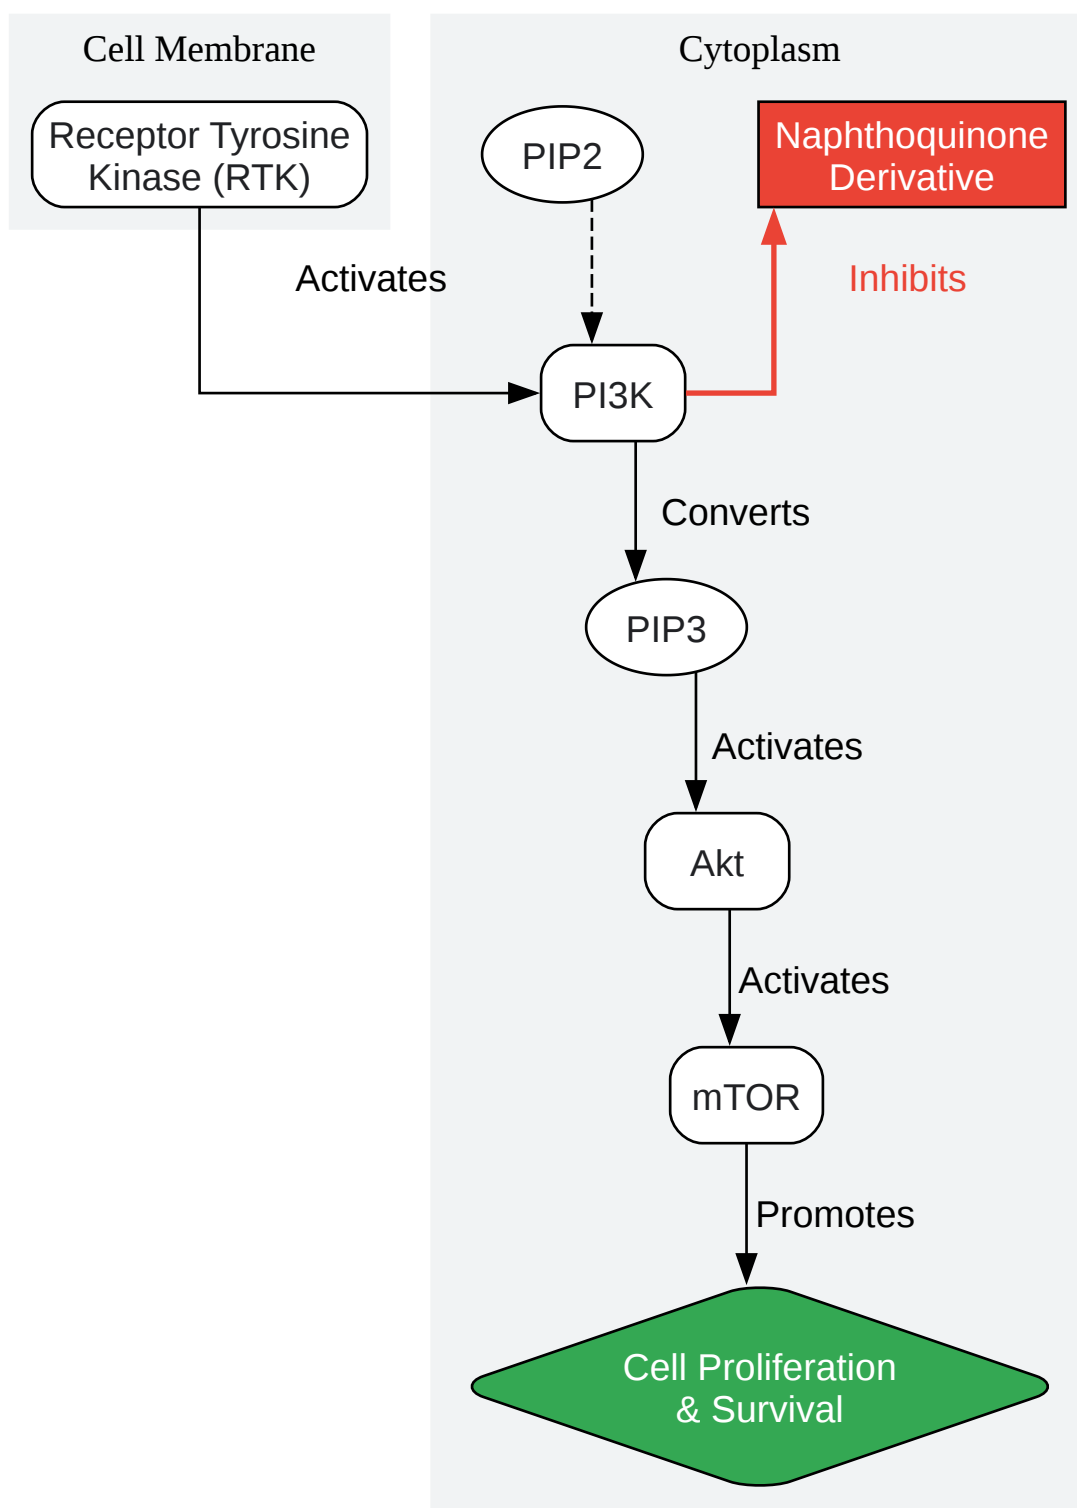 Cell Membrane
Cytoplasm
Receptor Tyrosine
Kinase (RTK)
PIP2
Naphthoquinone
Derivative
Activates
Inhibits
PI3K
Converts
PIP3
Activates
Akt
Activates
mTOR
Promotes
Cell Proliferation
& Survival